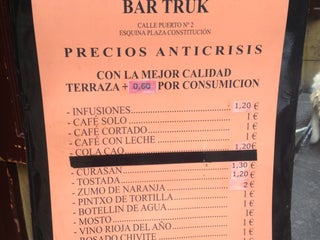 BAR TRUK
CALLE PUERTO Nº 2
ESQUINA PLAZA CONSTITUCIÓN
PRECIOS ANTICRISIS
CON LA MEJOR CALIDAD
TERRAZA + 0,60 POR CONSUMICION
- INFUSIONES 1,20 €
- CAFÉ SOLO 1 €
- CAFÉ CORTADO 1 €
- CAFÉ CON LECHE 1 €
- COLA CAO 1,20 €
- CURASAN 1,30 €
- TOSTADA 1,20 €
- ZUMO DE NARANJA 2 €
- PINTXO DE TORTILLA 1 €
- BOTELLIN DE AGUA 1 €
- MOSTO 1 €
- VINO RIOJA DEL AÑO 1 €
- ROSADO CHIVITE 1 €